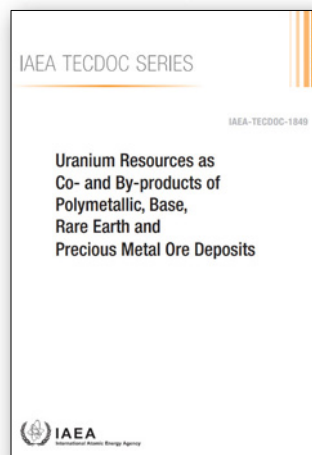 IAEA TECDOC SERIES
IAEA-TECDOC-1849
Uranium Resources as
Co- and By-products of
Polymetallic, Base,
Rare Earth and
Precious Metal Ore Deposits
IAEA
International Atomic Energy Agency